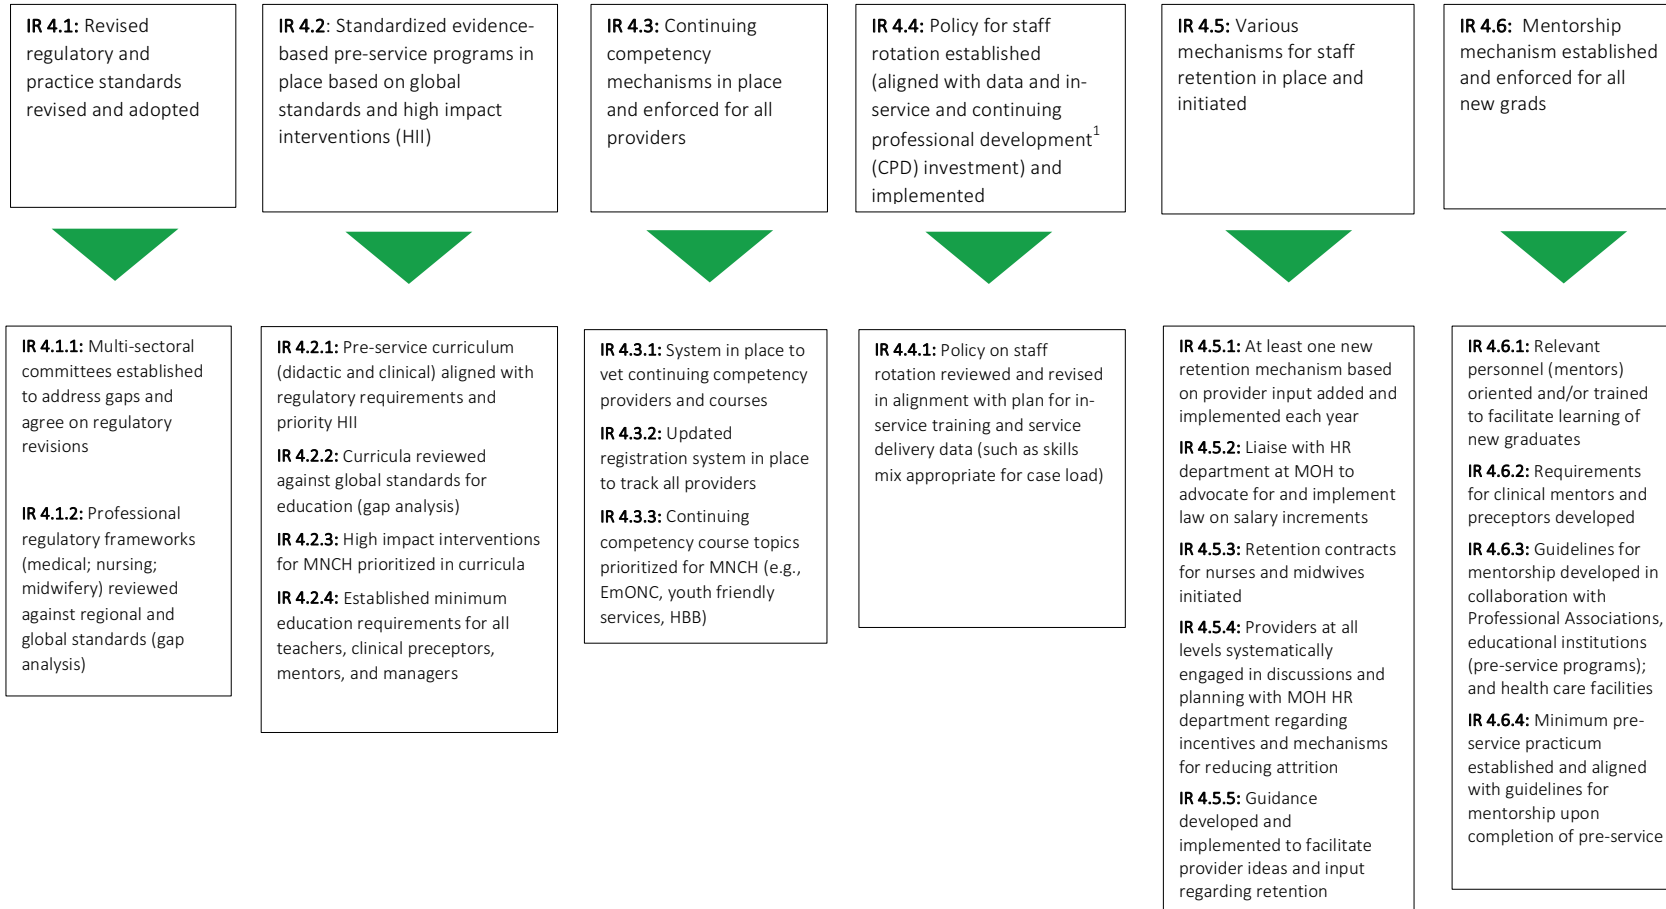 IR 4.1: Revised
regulatory and
practice standards
revised and adopted
IR 4.2: Standardized evidence-
based pre-service programs in
place based on global
standards and high impact
interventions (HII)
IR 4.3: Continuing
competency
mechanisms in place
and enforced for all
providers
IR 4.4: Policy for staff
rotation established
(aligned with data and in-
service and continuing
professional development1
(CPD) investment) and
implemented
IR 4.5: Various
mechanisms for staff
retention in place and
initiated
IR 4.6: Mentorship
mechanism established
and enforced for all
new grads
IR 4.1.1: Multi-sectoral
committees established
to address gaps and
agree on regulatory
revisions
IR 4.1.2: Professional
regulatory frameworks
(medical; nursing;
midwifery) reviewed
against regional and
global standards (gap
analysis)
IR 4.2.1: Pre-service curriculum
(didactic and clinical) aligned with
regulatory requirements and
priority HII
IR 4.2.2: Curricula reviewed
against global standards for
education (gap analysis)
IR 4.2.3: High impact interventions
for MNCH prioritized in curricula
IR 4.2.4: Established minimum
education requirements for all
teachers, clinical preceptors,
mentors, and managers
IR 4.3.1: System in place to
vet continuing competency
providers and courses
IR 4.3.2: Updated
registration system in place
to track all providers
IR 4.3.3: Continuing
competency course topics
prioritized for MNCH (e.g.,
EmONC, youth friendly
services, HBB)
IR 4.4.1: Policy on staff
rotation reviewed and revised
in alignment with plan for in-
service training and service
delivery data (such as skills
mix appropriate for case load)
IR 4.5.1: At least one new
retention mechanism based
on provider input added and
implemented each year
IR 4.5.2: Liaise with HR
department at MOH to
advocate for and implement
law on salary increments
IR 4.5.3: Retention contracts
for nurses and midwives
initiated
IR 4.5.4: Providers at all
levels systematically
engaged in discussions and
planning with MOH HR
department regarding
incentives and mechanisms
for reducing attrition
IR 4.5.5: Guidance
developed and
implemented to facilitate
provider ideas and input
regarding retention
IR 4.6.1: Relevant
personnel (mentors)
oriented and/or trained
to facilitate learning of
new graduates
IR 4.6.2: Requirements
for clinical mentors and
preceptors developed
IR 4.6.3: Guidelines for
mentorship developed in
collaboration with
Professional Associations,
educational institutions
(pre-service programs);
and health care facilities
IR 4.6.4: Minimum pre-
service practicum
established and aligned
with guidelines for
mentorship upon
completion of pre-service